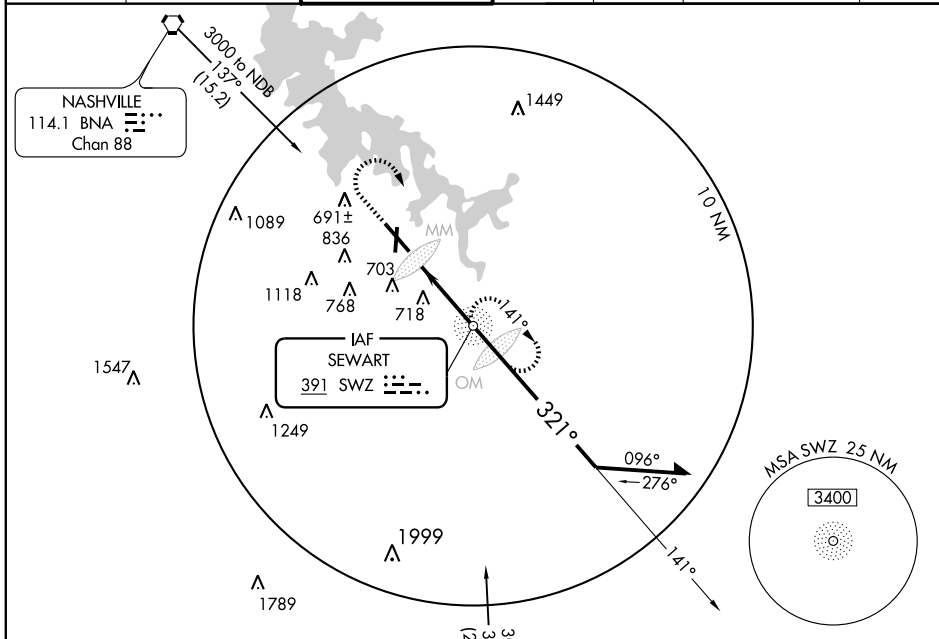 3000 to NDB
137°
(15.2)
NASHVILLE
114.1 BNA
Chan 88
1449
10 NM
1089
691±
836
MM
703
1118
768
718
141°
IAF
SEWART
391 SWZ
OM
1547
1249
321°
096°
276°
MSA SWZ 25 NM
3400
1999
141°
1789